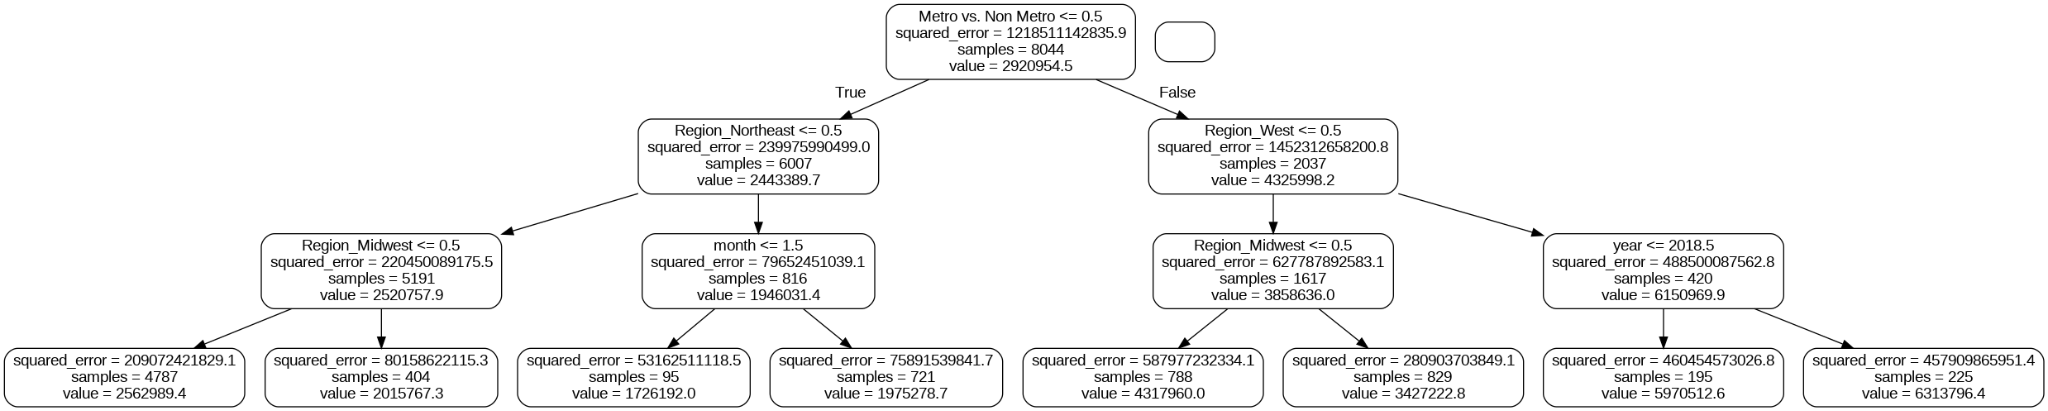 Metro vs. Non Metro <= 0.5
squared_error = 1218511142835.9
samples = 8044
value = 2920954.5
True
False
Region_Northeast <= 0.5
squared_error = 239975990499.0
samples = 6007
value = 2443389.7
Region_West <= 0.5
squared_error = 1452312658200.8
samples = 2037
value = 4325998.2
Region_Midwest <= 0.5
squared_error = 220450089175.5
samples = 5191
value = 2520757.9
month <= 1.5
squared_error = 79652451039.1
samples = 816
value = 1946031.4
Region_Midwest <= 0.5
squared_error = 627787892583.1
samples = 1617
value = 3858636.0
year <= 2018.5
squared_error = 488500087562.8
samples = 420
value = 6150969.9
squared_error = 209072421829.1
samples = 4787
value = 2562989.4
squared_error = 80158622115.3
samples = 404
value = 2015767.3
squared_error = 53162511118.5
samples = 95
value = 1726192.0
squared_error = 75891539841.7
samples = 721
value = 1975278.7
squared_error = 587977232334.1
samples = 788
value = 4317960.0
squared_error = 280903703849.1
samples = 829
value = 3427222.8
squared_error = 460454573026.8
samples = 195
value = 5970512.6
squared_error = 457909865951.4
samples = 225
value = 6313796.4